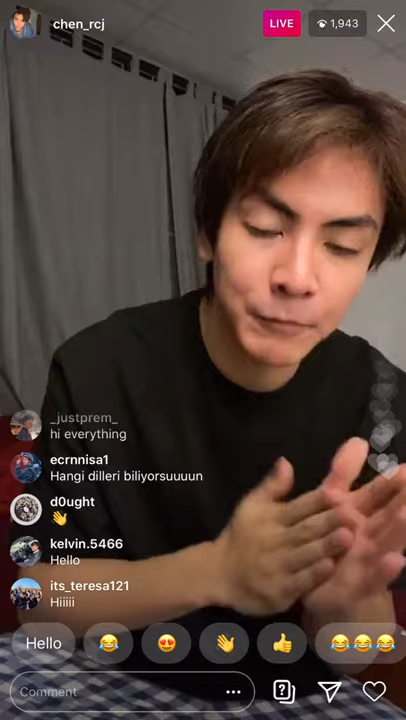 chen_rcj
LIVE
1,943
_justprem_
hi everything
ecrnnisa1
Hangi dilleri biliyorsuuuun
d0ught
👋
kelvin.5466
Hello
its_teresa121
Hiiiii
Hello 😂 😍 👋 👍 😂😂😂
Comment